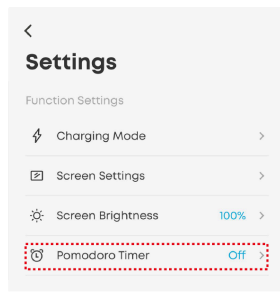 Settings
Function Settings
Charging Mode
Screen Settings
Screen Brightness 100%
Pomodoro Timer Off